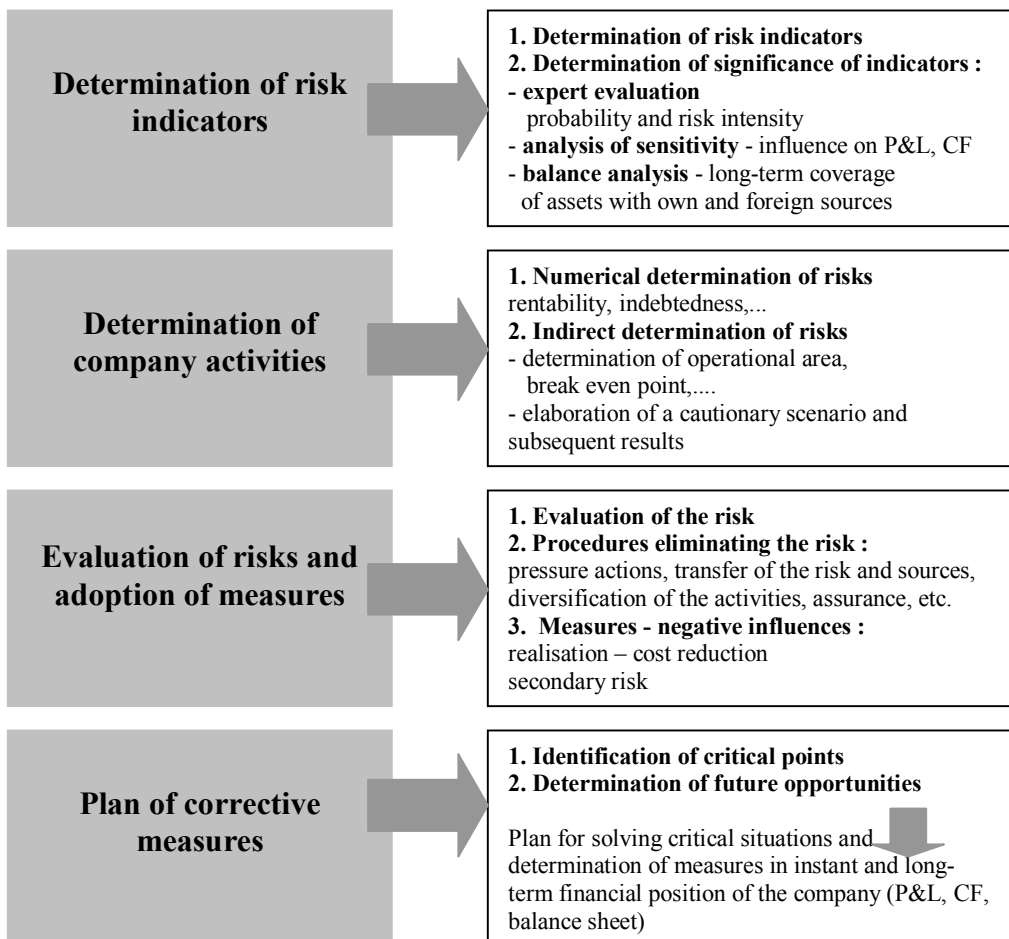 Determination of risk
indicators
1. Determination of risk indicators
2. Determination of significance of indicators :
- expert evaluation
probability and risk intensity
- analysis of sensitivity - influence on P&L, CF
- balance analysis - long-term coverage
of assets with own and foreign sources
Determination of
company activities
1. Numerical determination of risks
rentability, indebtedness,...
2. Indirect determination of risks
- determination of operational area,
break even point,....
- elaboration of a cautionary scenario and
subsequent results
Evaluation of risks and
adoption of measures
1. Evaluation of the risk
2. Procedures eliminating the risk :
pressure actions, transfer of the risk and sources,
diversification of the activities, assurance, etc.
3. Measures - negative influences :
realisation – cost reduction
secondary risk
Plan of corrective
measures
1. Identification of critical points
2. Determination of future opportunities
Plan for solving critical situations and
determination of measures in instant and long-
term financial position of the company (P&L, CF,
balance sheet)